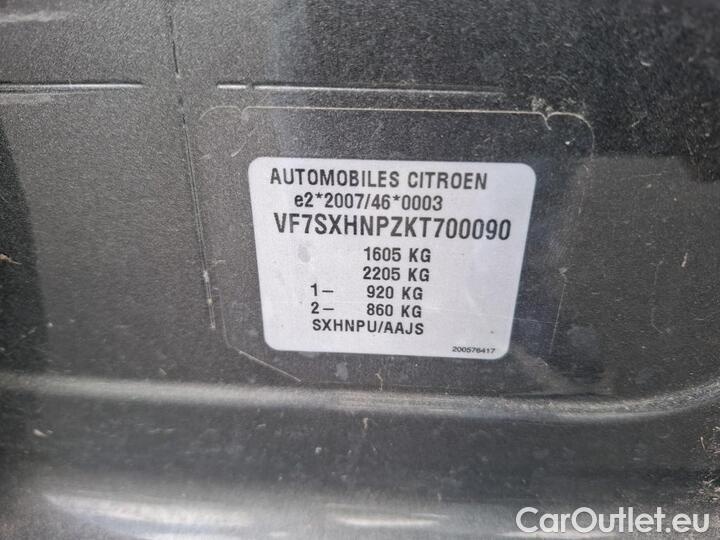 AUTOMOBILES CITROEN
e2*2007/46*0003
VF7SXHNPZKT700090
1605 KG
2205 KG
1- 920 KG
2- 860 KG
SXHNPU/AAJS
200576417
CarOutlet.eu